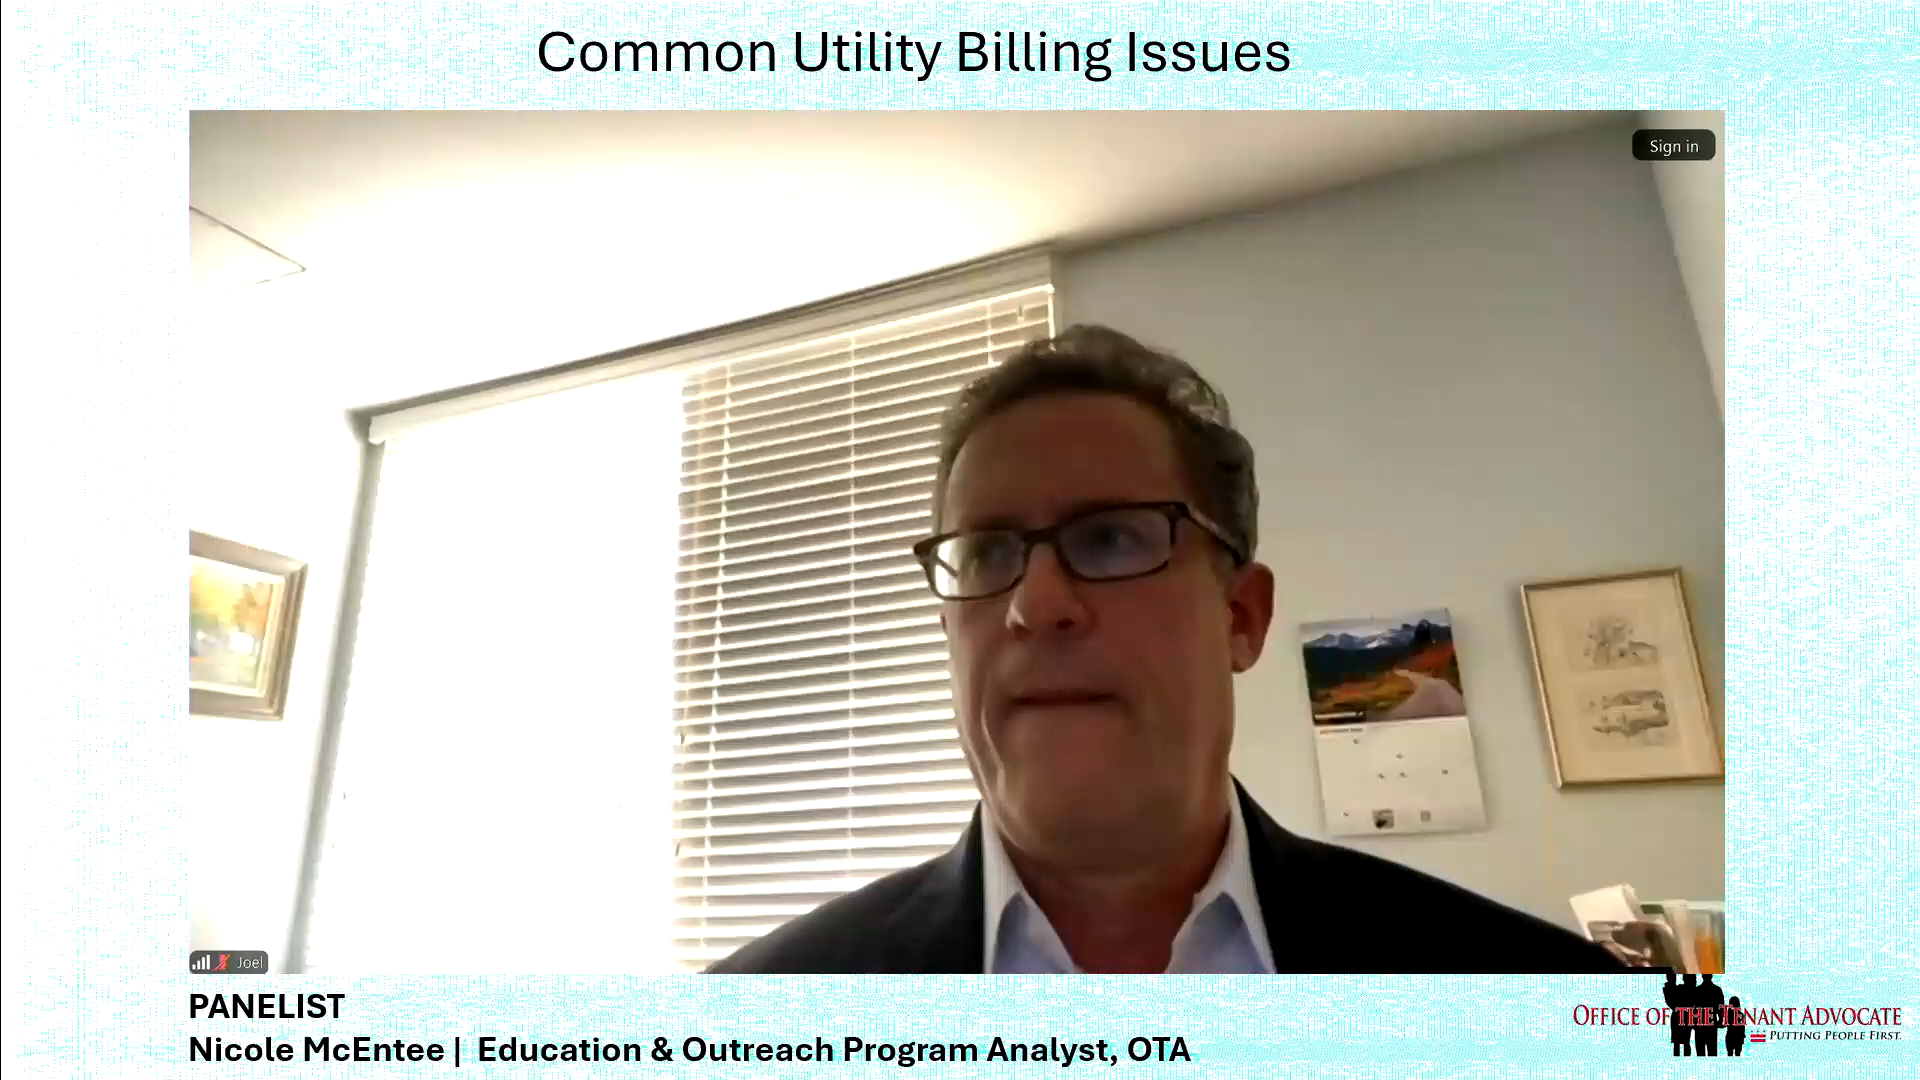 Common Utility Billing Issues
Sign in
Joel
PANELIST
Nicole McEntee | Education & Outreach Program Analyst, OTA
OFFICE OF THE TENANT ADVOCATE
PUTTING PEOPLE FIRST.